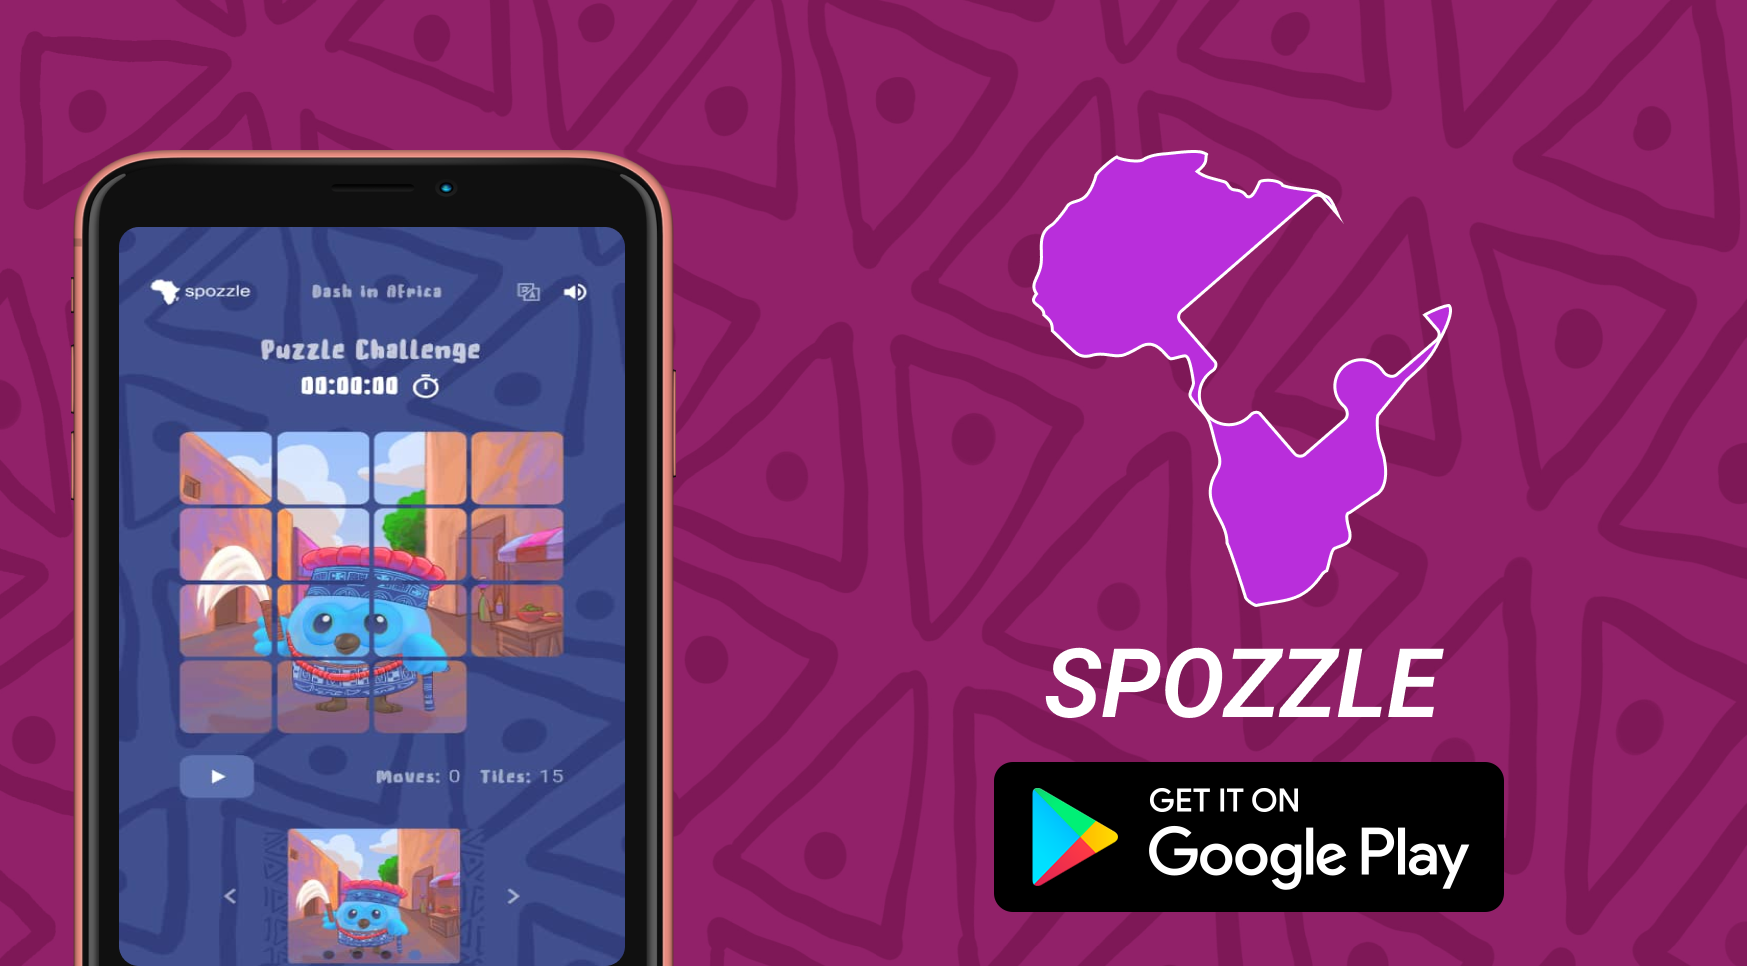 spozzle
Dash in Africa
Puzzle Challenge
00:00:00
Moves: 0 Tiles: 15
SPOZZLE
GET IT ON
Google Play